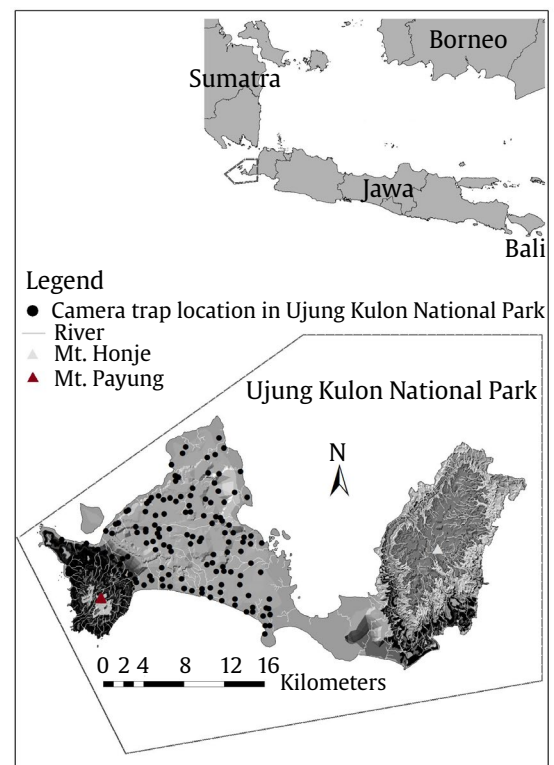 Borneo
Sumatra
Jawa
Bali
Legend
Camera trap location in Ujung Kulon National Park
River
Mt. Honje
Mt. Payung
Ujung Kulon National Park
N
0 2 4 8 12 16
Kilometers